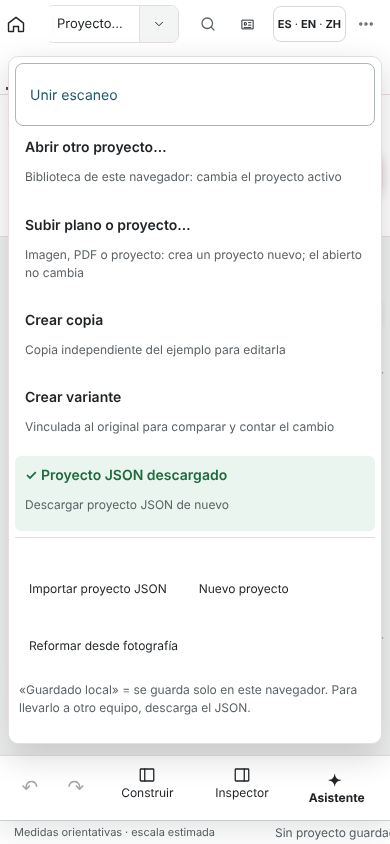 Proyecto...
ES · EN · ZH
Unir escaneo
Abrir otro proyecto...
Biblioteca de este navegador: cambia el proyecto activo
Subir plano o proyecto...
Imagen, PDF o proyecto: crea un proyecto nuevo; el abierto
no cambia
Crear copia
Copia independiente del ejemplo para editarla
Crear variante
Vinculada al original para comparar y contar el cambio
✓ Proyecto JSON descargado
Descargar proyecto JSON de nuevo
Importar proyecto JSON Nuevo proyecto
Reformar desde fotografía
«Guardado local» = se guarda solo en este navegador. Para
llevarlo a otro equipo, descarga el JSON.
Construir Inspector Asistente
Medidas orientativas · escala estimada Sin proyecto guarda